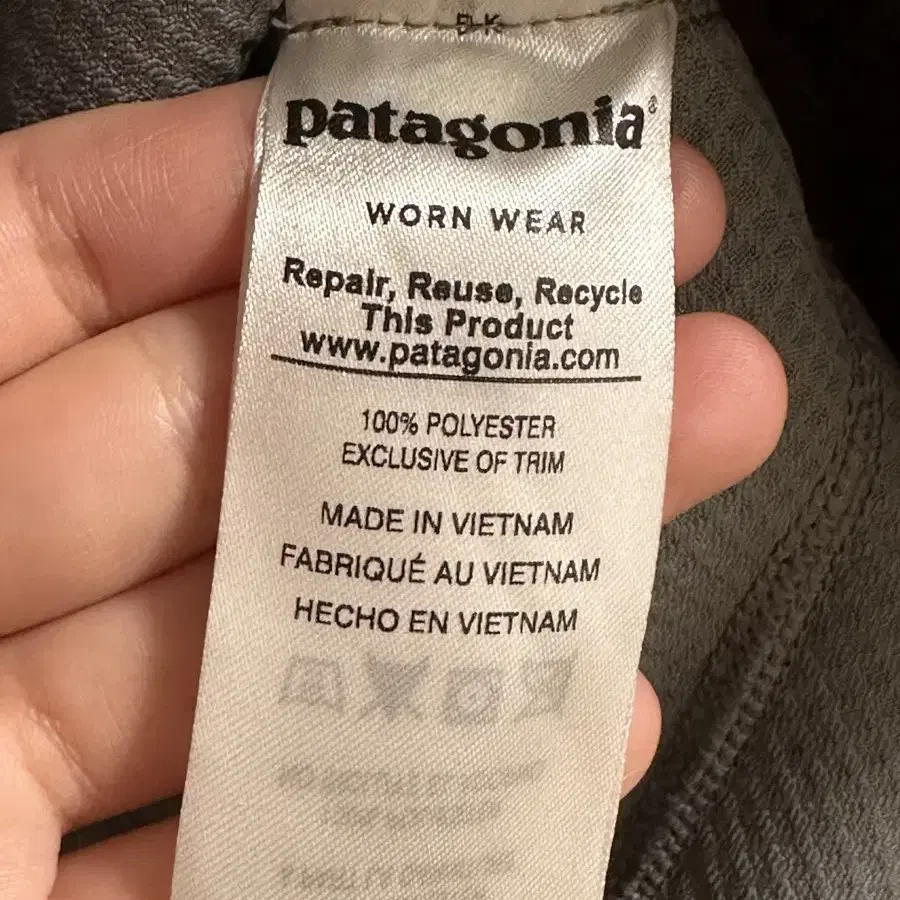 BLK
patagonia®
WORN WEAR
Repair, Reuse, Recycle
This Product
www.patagonia.com
100% POLYESTER
EXCLUSIVE OF TRIM
MADE IN VIETNAM
FABRIQUÉ AU VIETNAM
HECHO EN VIETNAM